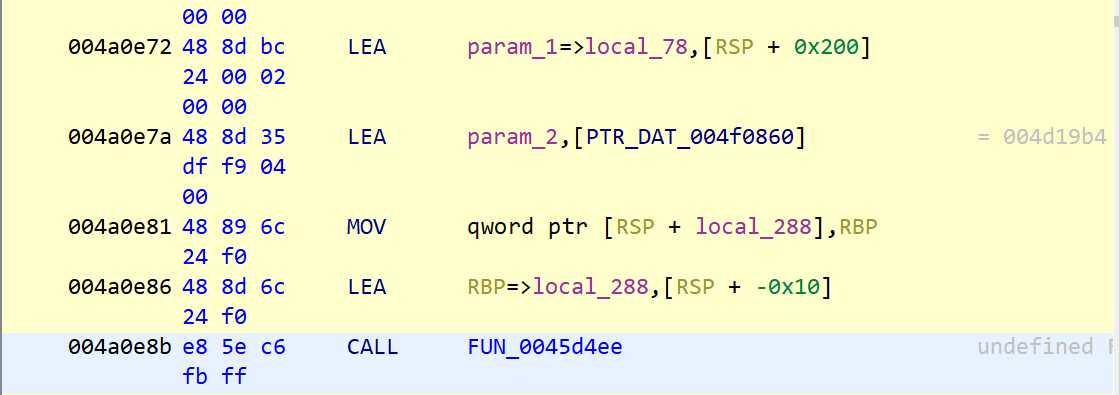 00 00
004a0e72 48 8d bc LEA param_1=>local_78,[RSP + 0x200]
24 00 02
00 00
004a0e7a 48 8d 35 LEA param_2,[PTR_DAT_004f0860] = 004d19b4
df f9 04
00
004a0e81 48 89 6c MOV qword ptr [RSP + local_288],RBP
24 f0
004a0e86 48 8d 6c LEA RBP=>local_288,[RSP + -0x10]
24 f0
004a0e8b e8 5e c6 CALL FUN_0045d4ee undefined F
fb ff